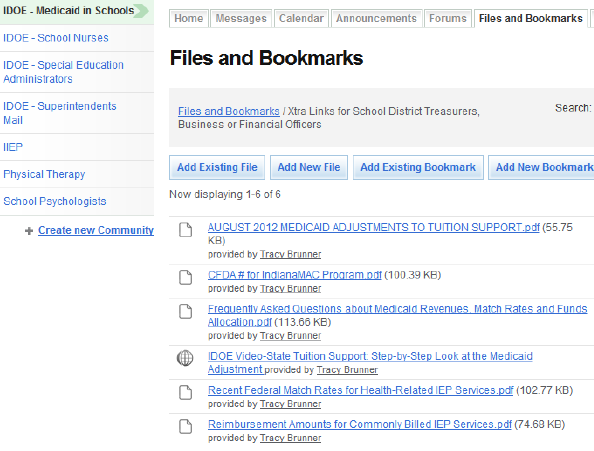 IDOE - Medicaid in Schools
IDOE - School Nurses
IDOE - Special Education
Administrators
IDOE - Superintendents
Mail
IIEP
Physical Therapy
School Psychologists
Create new Community
Home
Messages
Calendar
Announcements
Forums
Files and Bookmarks
Files and Bookmarks
Files and Bookmarks / Xtra Links for School District Treasurers,
Business or Financial Officers
Search:
Add Existing File
Add New File
Add Existing Bookmark
Add New Bookmark
Now displaying 1-6 of 6
AUGUST 2012 MEDICAID ADJUSTMENTS TO TUITION SUPPORT.pdf (55.75
KB)
provided by Tracy Brunner
CFDA # for IndianaMAC Program.pdf (100.39 KB)
provided by Tracy Brunner
Frequently Asked Questions about Medicaid Revenues, Match Rates and Funds
Allocation.pdf (113.66 KB)
provided by Tracy Brunner
IDOE Video-State Tuition Support: Step-by-Step Look at the Medicaid
Adjustment provided by Tracy Brunner
Recent Federal Match Rates for Health-Related IEP Services.pdf (102.77 KB)
provided by Tracy Brunner
Reimbursement Amounts for Commonly Billed IEP Services.pdf (74.68 KB)
provided by Tracy Brunner